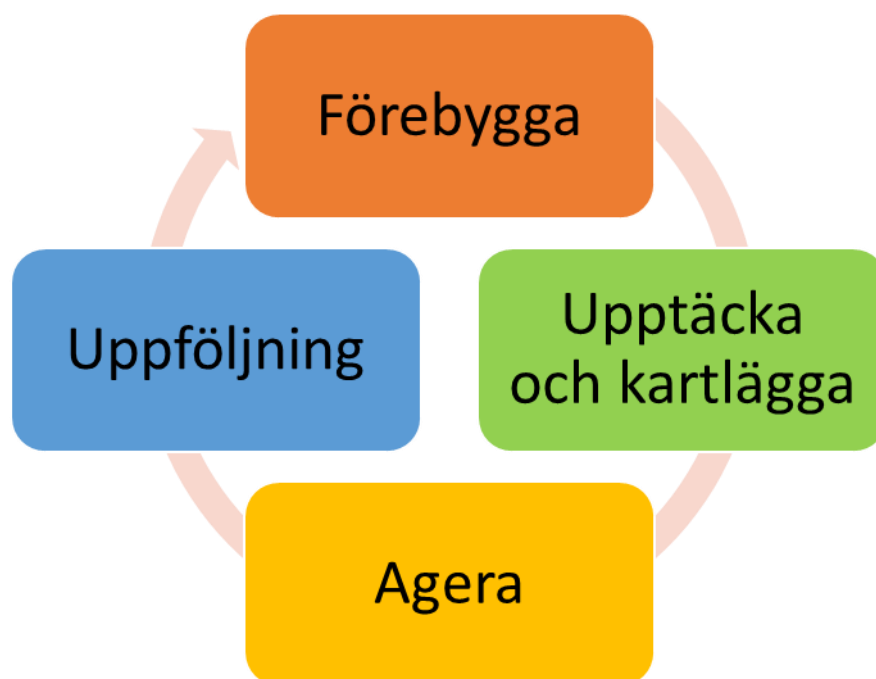 Förebygga
Upptäcka
och kartlägga
Agera
Uppföljning